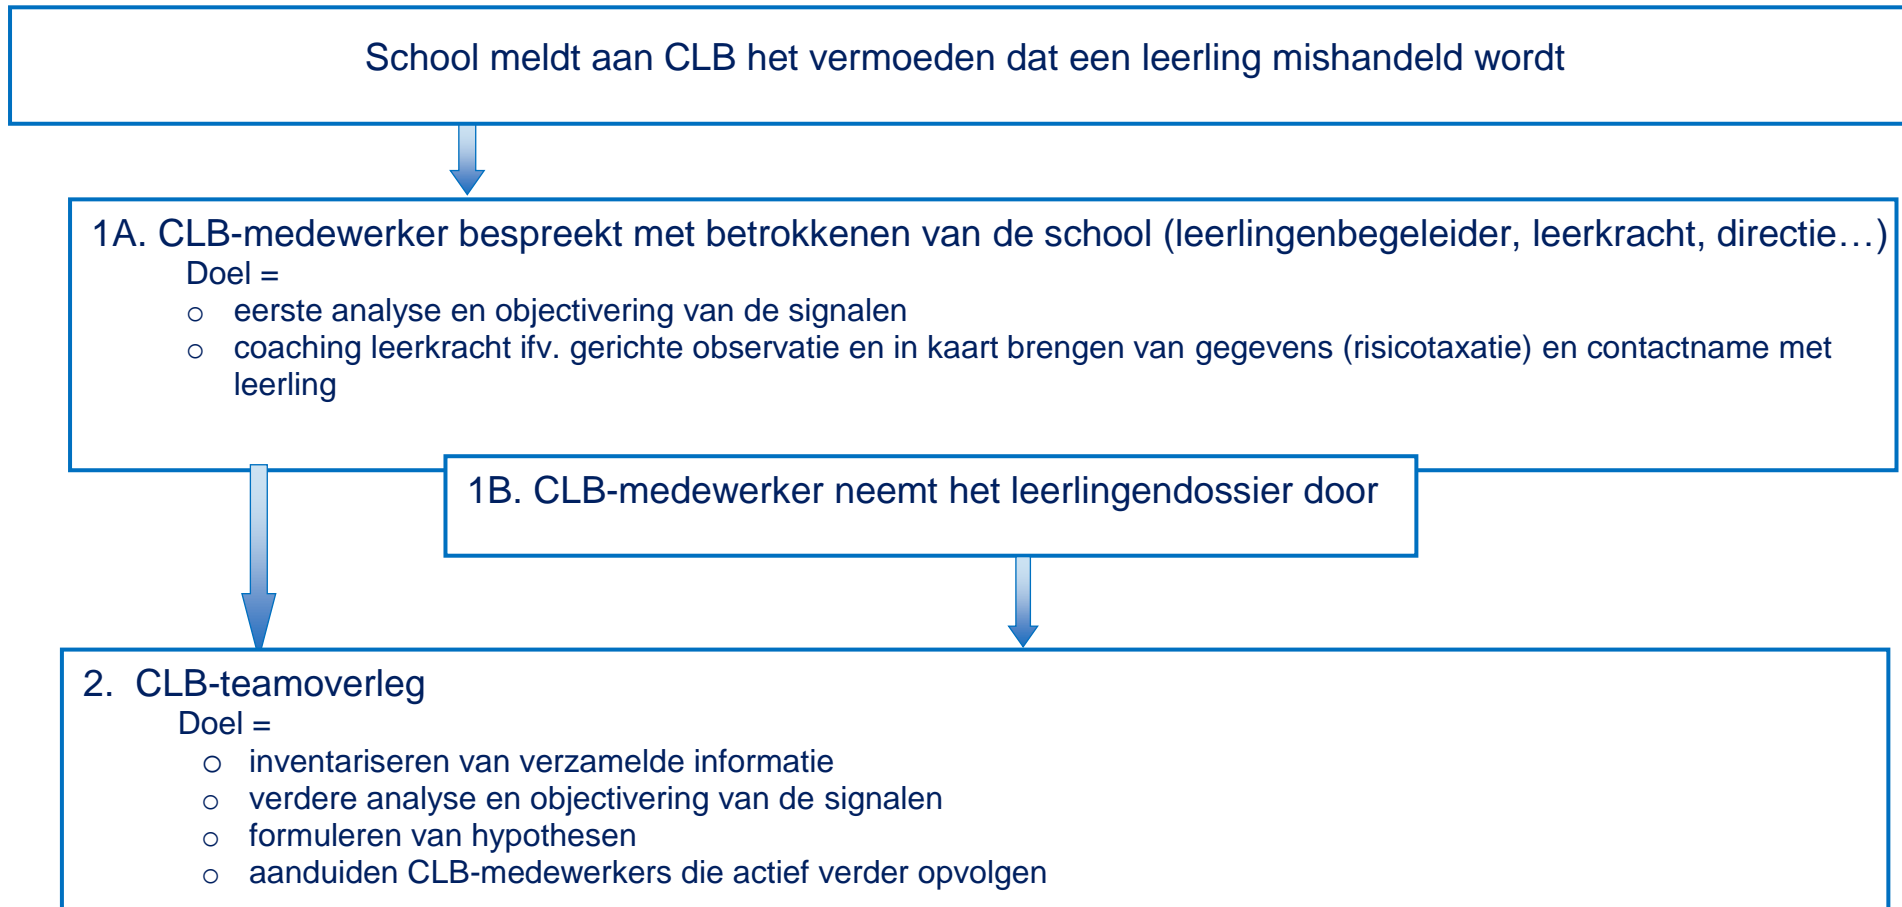 School meldt aan CLB het vermoeden dat een leerling mishandeld wordt
1A. CLB-medewerker bespreekt met betrokkenen van de school (leerlingenbegeleider, leerkracht, directie…)
Doel =
o eerste analyse en objectivering van de signalen
o coaching leerkracht ifv. gerichte observatie en in kaart brengen van gegevens (risicotaxatie) en contactname met
leerling
1B. CLB-medewerker neemt het leerlingendossier door
2. CLB-teamoverleg
Doel =
o inventariseren van verzamelde informatie
o verdere analyse en objectivering van de signalen
o formuleren van hypothesen
o aanduiden CLB-medewerkers die actief verder opvolgen